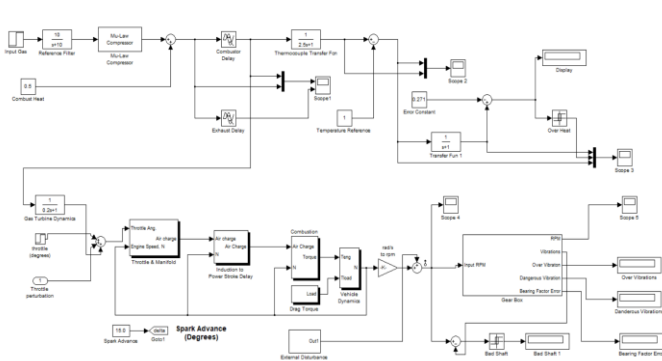 Input Gas
10
s+10
Reference Filter
Mu-Law
Compressor
Mu-Law
Compressor
Combustor
Delay
1
2.5s+1
Thermocouple Transfer Fcn
Scope 2
Display
0.5
Combust Heat
Exhaust Delay
Scope1
1
Temperature Reference
0.271
Error Constant
Over Heat
1
s+1
Transfer Fun 1
Scope 3
1
0.2s+1
Gas Turbine Dynamics
throttle
(degrees)
1
Throttle
perturbation
Throttle Ang.
Engine Speed, N
Air charge
Throttle & Manifold
Air charge
N
Air Charge
Induction to
Power Stroke Delay
Combustion
Air Charge
Torque
N
Load
Drag Torque
Teng
Tload
N
Vehicle
Dynamics
rad/s
to rpm
Scope 4
Input RPM
RPM
Vibrations
Over Vibration
Dangerous Vibration
Bearing Factor Error
Gear Box
Scope 5
Over Vibrations
Dangerous Vibrations
Bearing Factor Error
15.0
Spark Advance
delta
Goto1
Spark Advance
(Degrees)
Out1
External Disturbance
Bad Shaft
Bad Shaft 1